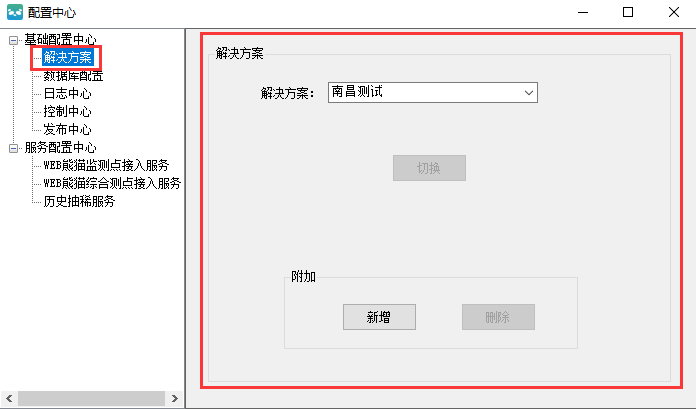 配置中心
基础配置中心
解决方案
数据库配置
日志中心
控制中心
发布中心
服务配置中心
WEB熊猫监测点接入服务
WEB熊猫综合测点接入服务
历史抽稀服务
解决方案
解决方案：
南昌测试
切换
附加
新增
删除